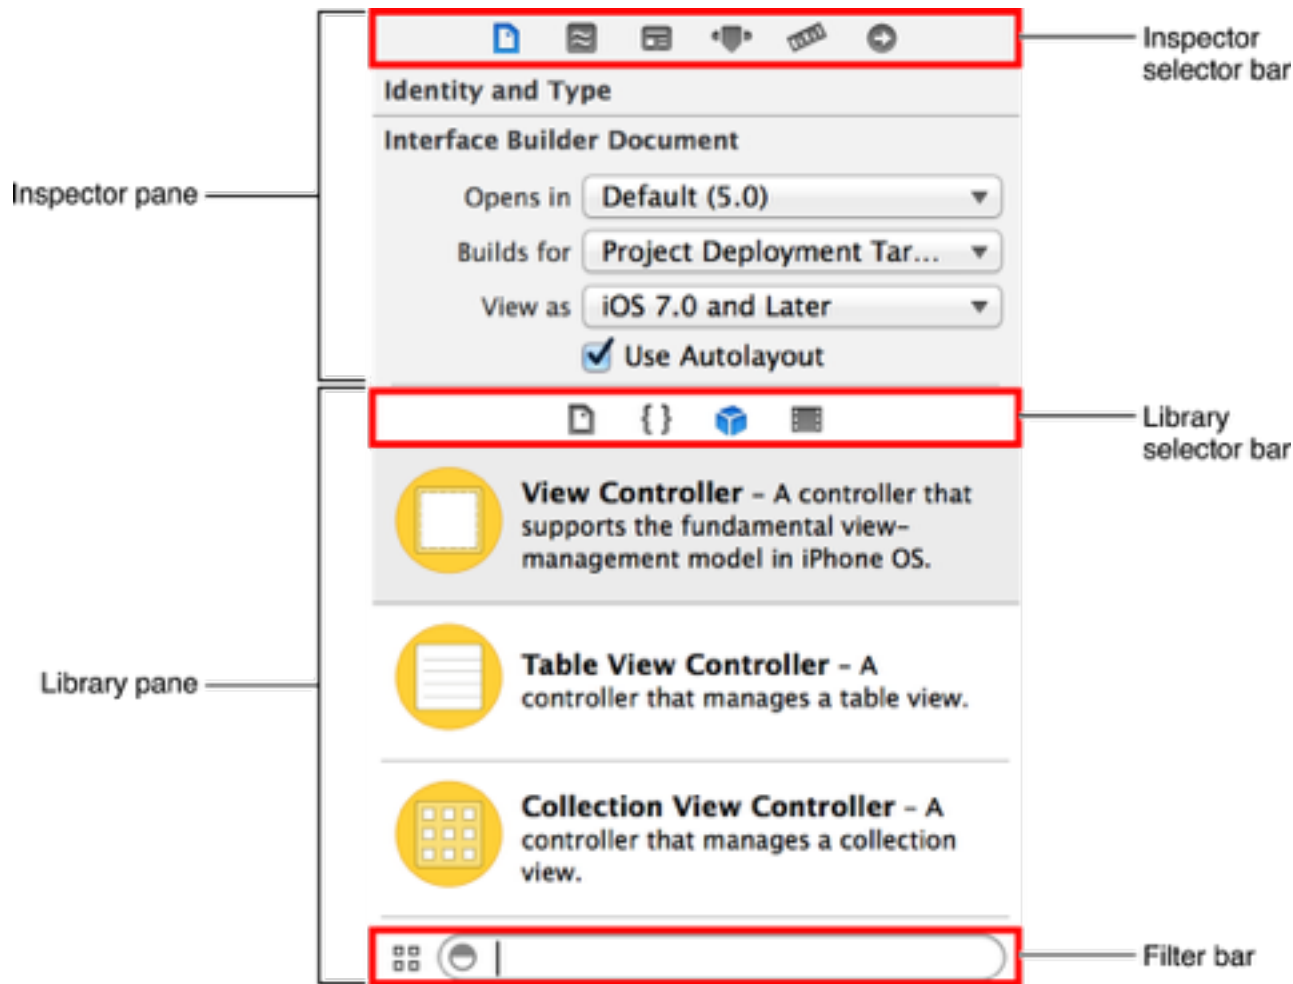 Inspector
selector bar
Identity and Type
Interface Builder Document
Inspector pane
Opens in Default (5.0)
Builds for Project Deployment Tar...
View as iOS 7.0 and Later
Use Autolayout
{ }
Library
selector bar
View Controller – A controller that
supports the fundamental view-
management model in iPhone OS.
Library pane
Table View Controller – A
controller that manages a table view.
Collection View Controller – A
controller that manages a collection
view.
Filter bar